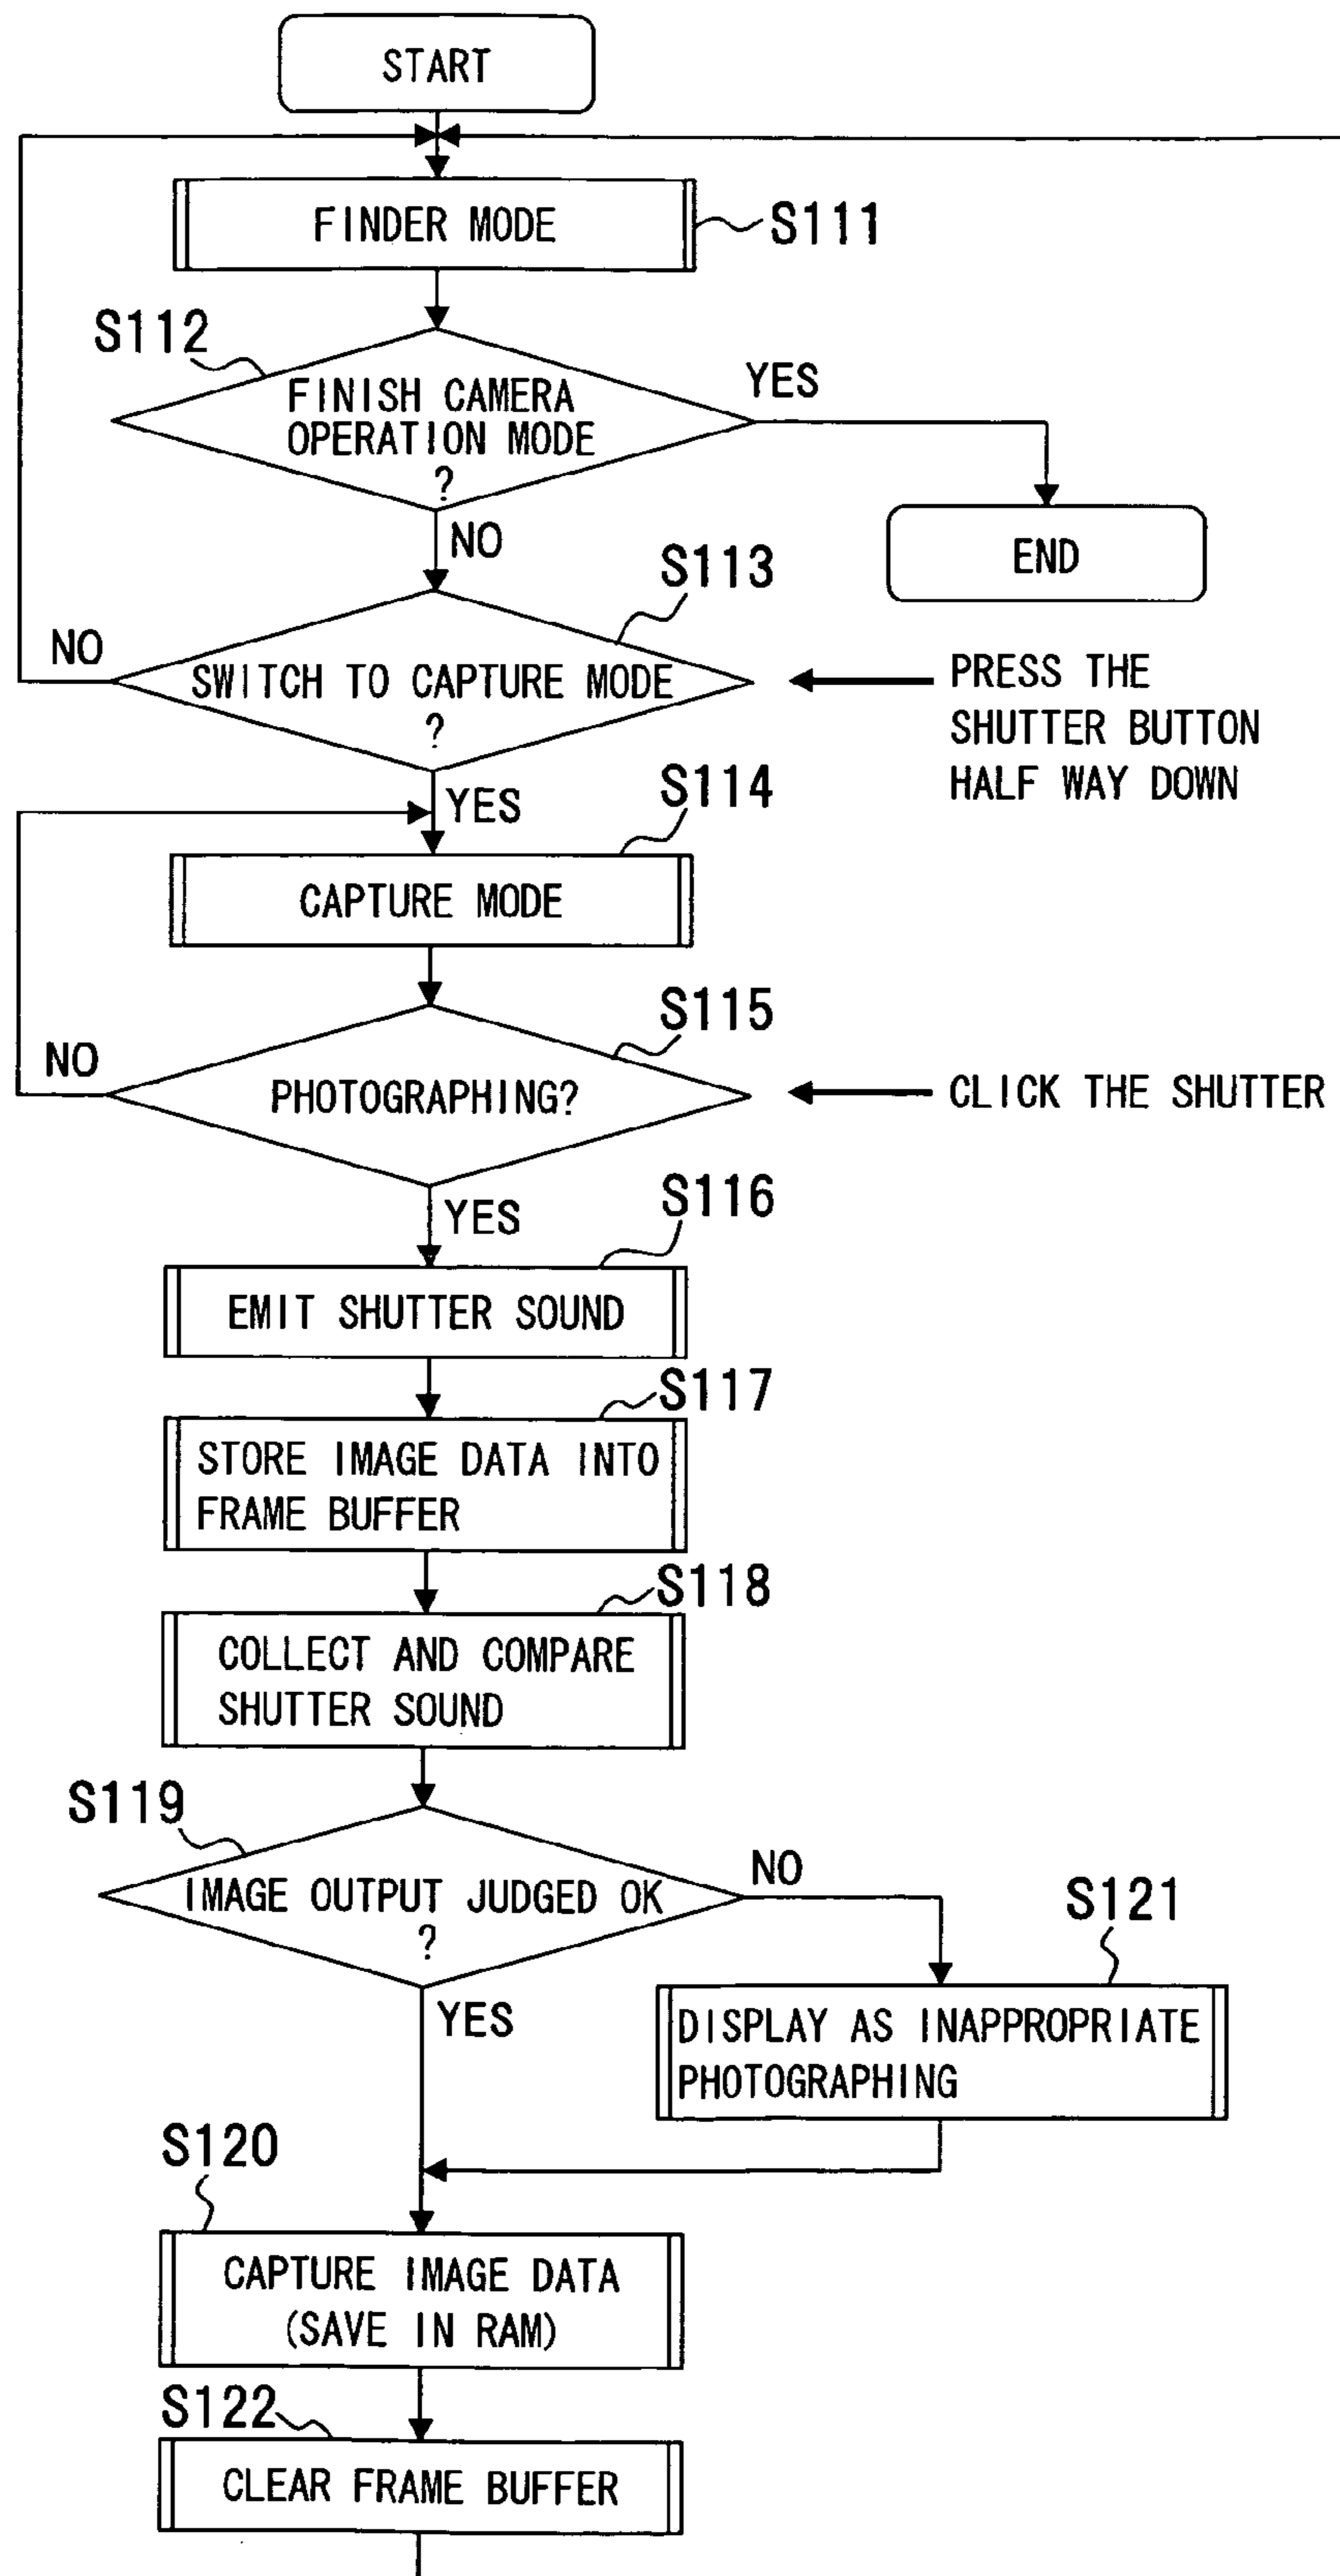 START
FINDER MODE
S111
S112
FINISH CAMERA
OPERATION MODE
?
YES
NO
END
S113
NO
SWITCH TO CAPTURE MODE
?
PRESS THE
SHUTTER BUTTON
HALF WAY DOWN
YES
S114
CAPTURE MODE
S115
NO
PHOTOGRAPHING?
CLICK THE SHUTTER
YES
S116
EMIT SHUTTER SOUND
S117
STORE IMAGE DATA INTO
FRAME BUFFER
S118
COLLECT AND COMPARE
SHUTTER SOUND
S119
IMAGE OUTPUT JUDGED OK
?
NO
S121
YES
DISPLAY AS INAPPROPRIATE
PHOTOGRAPHING
S120
CAPTURE IMAGE DATA
(SAVE IN RAM)
S122
CLEAR FRAME BUFFER